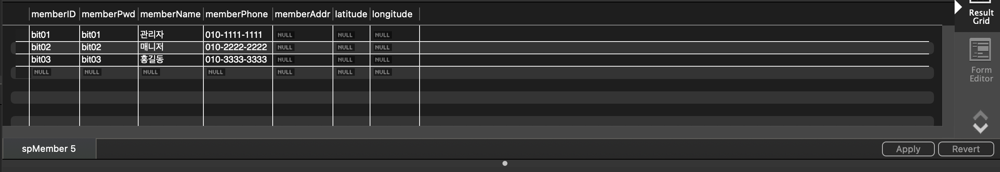 memberID memberPwd memberName memberPhone memberAddr latitude longitude
bit01 bit01 관리자 010-1111-1111 NULL NULL NULL
bit02 bit02 매니저 010-2222-2222 NULL NULL NULL
bit03 bit03 홍길동 010-3333-3333 NULL NULL NULL
NULL NULL NULL NULL NULL NULL NULL
Result
Grid
Form
Editor
spMember 5
Apply Revert